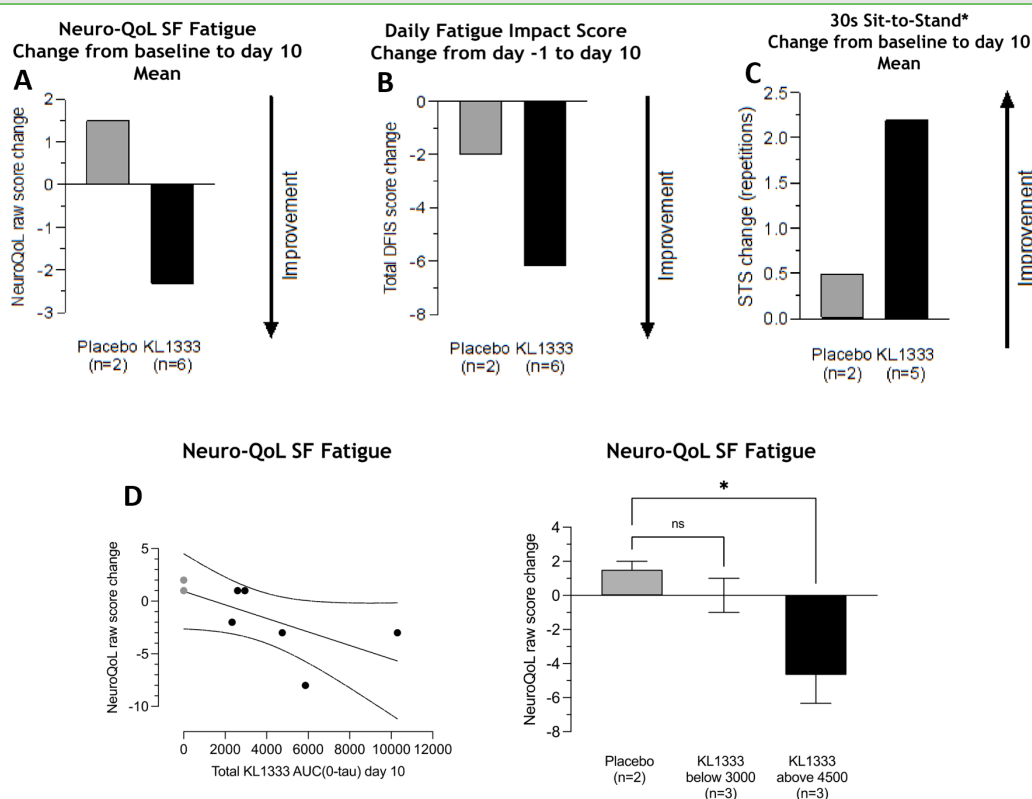 Neuro-QoL SF Fatigue
Change from baseline to day 10
Mean
A
NeuroQoL raw score change
2
1
0
-1
-2
-3
Placebo KL1333
(n=2) (n=6)
Improvement
Daily Fatigue Impact Score
Change from day -1 to day 10
B
Total DFIS score change
0
-2
-4
-6
-8
Placebo KL1333
(n=2) (n=6)
Improvement
30s Sit-to-Stand*
Change from baseline to day 10
Mean
C
STS change (repetitions)
2.5
2.0
1.5
1.0
0.5
0.0
Placebo KL1333
(n=2) (n=5)
Improvement
Neuro-QoL SF Fatigue
D
NeuroQoL raw score change
5
0
-5
-10
0 2000 4000 6000 8000 10000 12000
Total KL1333 AUC(0-tau) day 10
Neuro-QoL SF Fatigue
*
ns
NeuroQoL raw score change
4
2
0
-2
-4
-6
-8
Placebo
(n=2)
KL1333
below 3000
(n=3)
KL1333
above 4500
(n=3)